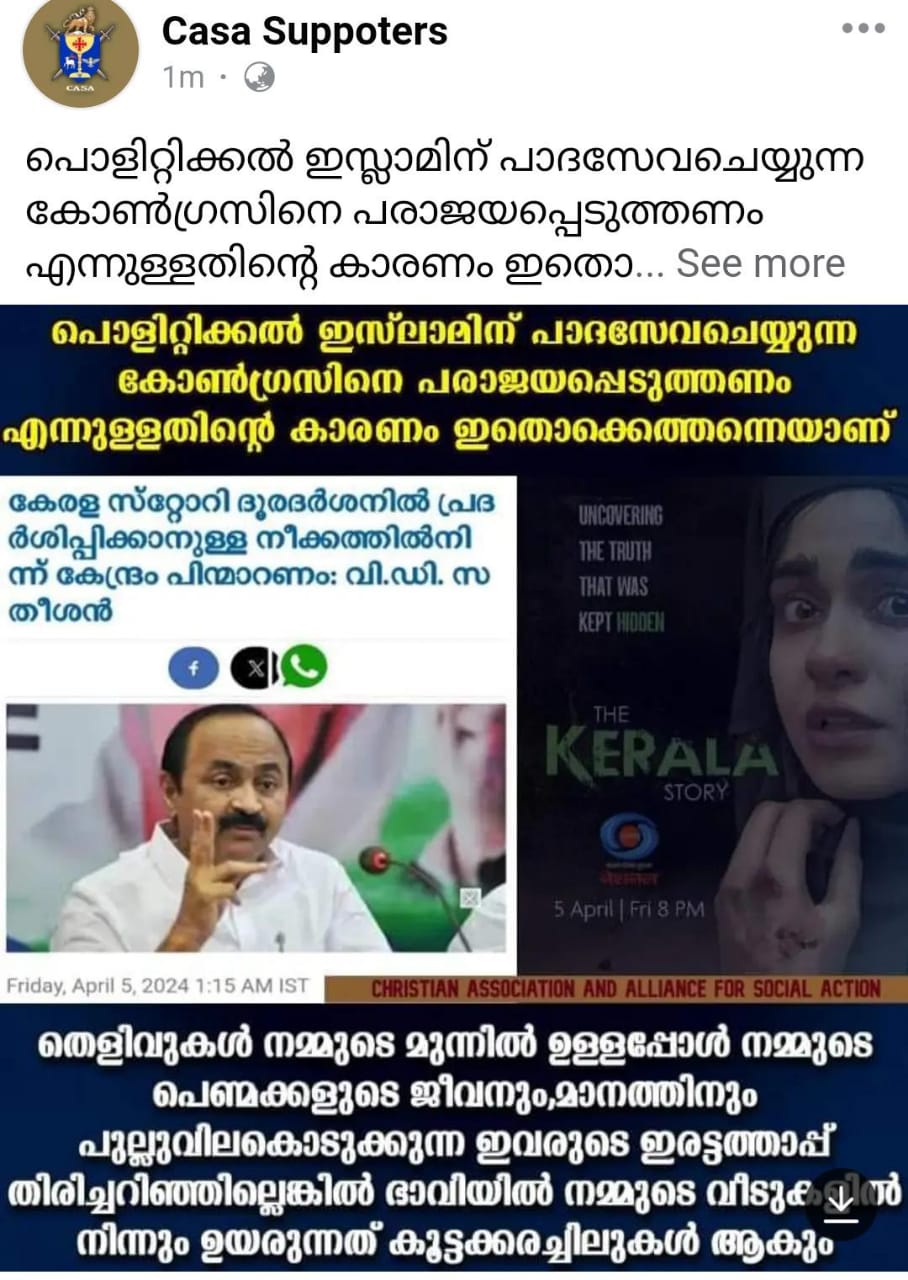 Casa Suppoters
1m ·
CASA
പൊളിറ്റിക്കൽ ഇസ്ലാമിന് പാദസേവചെയ്യുന്ന
കോൺഗ്രസിനെ പരാജയപ്പെടുത്തണം
എന്നുള്ളതിന്റെ കാരണം ഇതൊ... See more
പൊളിറ്റിക്കൽ ഇസ്‌ലാമിന് പാദസേവചെയ്യുന്ന
കോൺഗ്രസിനെ പരാജയപ്പെടുത്തണം
എന്നുള്ളതിന്റെ കാരണം ഇതൊക്കെത്തന്നെയാണ്
കേരള സ്റ്റോറി ദൂരദർശനിൽ പ്രദ
ർശിപ്പിക്കാനുള്ള നീക്കത്തിൽനി
ന്ന് കേന്ദ്രം പിന്മാറണം: വി.ഡി. സ
തീശൻ
UNCOVERING
THE TRUTH
THAT WAS
KEPT HIDDEN
THE
KERALA
STORY
नेशनल
5 April | Fri 8 PM
Friday, April 5, 2024 1:15 AM IST
CHRISTIAN ASSOCIATION AND ALLIANCE FOR SOCIAL ACTION
തെളിവുകൾ നമ്മുടെ മുന്നിൽ ഉള്ളപ്പോൾ നമ്മുടെ
പെണ്മക്കളുടെ ജീവനും,മാനത്തിനും
പുല്ലുവിലകൊടുക്കുന്ന ഇവരുടെ ഇരട്ടത്താപ്പ്
തിരിച്ചറിഞ്ഞില്ലെങ്കിൽ ഭാവിയിൽ നമ്മുടെ വീടുകളിൽ
നിന്നും ഉയരുന്നത് കൂട്ടക്കരച്ചിലുകൾ ആകും